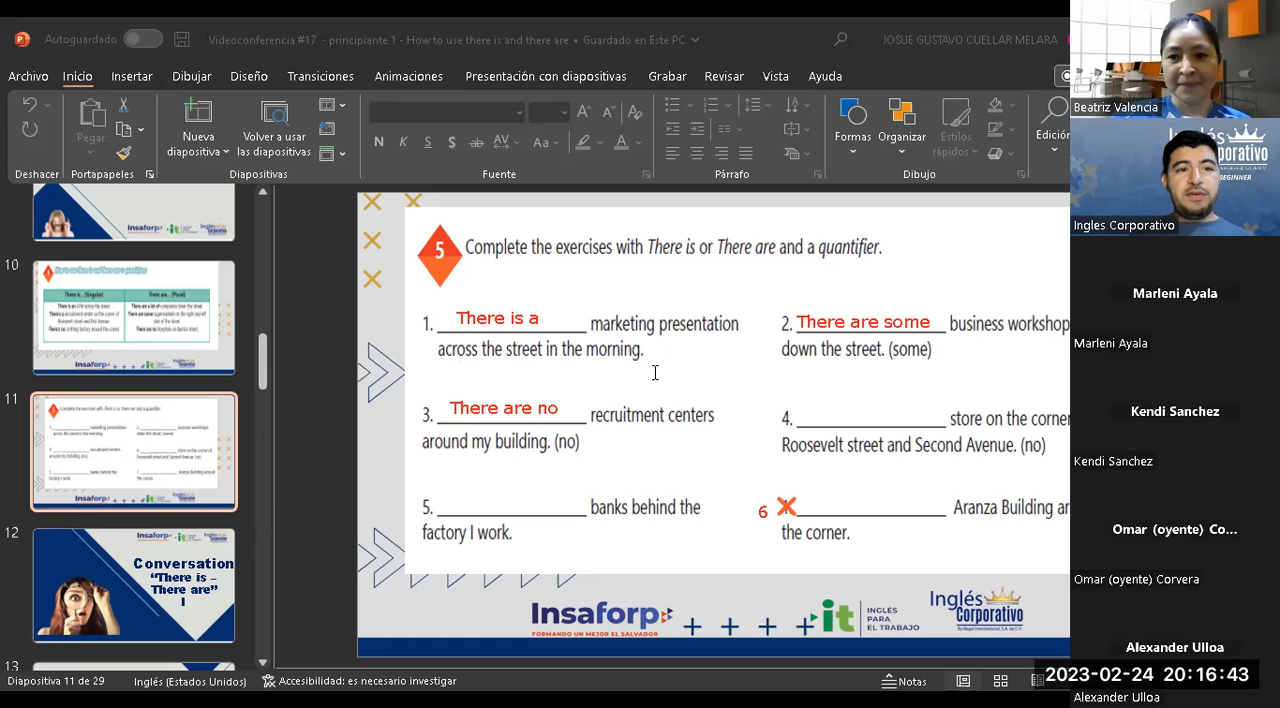 Autoguardado
Videoconferencia #17 - principiante 1 - How to use there is and there are • Guardado en Este PC
IOSUE GUSTAVO CUELLAR MELARA
Archivo Inicio Insertar Dibujar Diseño Transiciones Animaciones Presentación con diapositivas Grabar Revisar Vista Ayuda
Pegar
Nueva diapositiva
Volver a usar las diapositivas
Formas Organizar Estilos rápidos Edición
Deshacer Portapapeles Diapositivas Fuente Párrafo Dibujo
10
11
12
13
Conversation
"There is –
There are"
I
5
Complete the exercises with There is or There are and a quantifier.
1. There is a marketing presentation
across the street in the morning.
2. There are some business workshop
down the street. (some)
3. There are no recruitment centers
around my building. (no)
4. ______________ store on the corner
Roosevelt street and Second Avenue. (no)
5. ______________ banks behind the
factory I work.
6 ______________ Aranza Building ar
the corner.
Insaforp
FORMANDO UN MEJOR EL SALVADOR
it
INGLÉS
PARA
EL TRABAJO
Inglés
Corporativo
Diapositiva 11 de 29 Inglés (Estados Unidos) Accesibilidad: es necesario investigar Notas
Beatriz Valencia
Inglés
Corporativo
BEGINNER
Ingles Corporativo
Marleni Ayala
Marleni Ayala
Kendi Sanchez
Kendi Sanchez
Omar (oyente) Co...
Omar (oyente) Corvera
Alexander Ulloa
2023-02-24 20:16:43
Alexander Ulloa